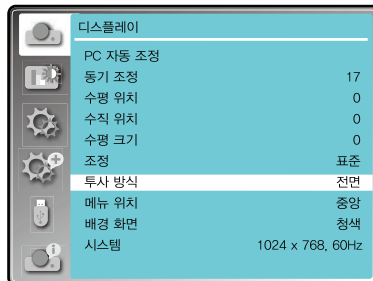 디스플레이
PC 자동 조정
동기 조정 17
수평 위치 0
수직 위치 0
수평 크기 0
조정 표준
투사 방식 전면
메뉴 위치 중앙
배경 화면 청색
시스템 1024 x 768, 60Hz